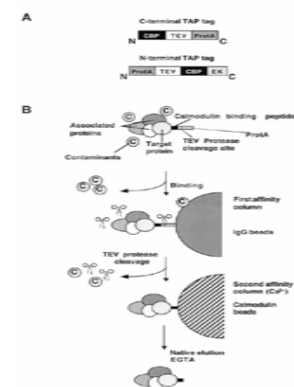 A
C-terminal TAP tag
CBP TEV ProtA
N C
N-terminal TAP tag
ProtA TEV CBP EK
N C
B
C
C
Calmodulin binding peptide
Associated proteins
ProtA
Target protein
TEV Protease cleavage site
C
Contaminants
C
C
C
C
Binding
C
First affinity column
IgG beads
TEV protease cleavage
C
C
C
Second affinity column (Ca²⁺)
Calmodulin beads
Native elution
EGTA